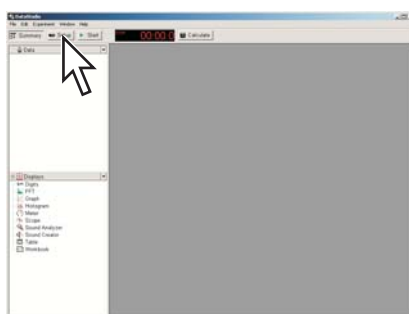 DataStudio
File Edit Experiment Window Help
Summary Setup Start 00:00.0 Calculate
Data
Displays
Digits
FFT
Graph
Histogram
Meter
Scope
Sound Analyzer
Sound Creator
Table
Workbook